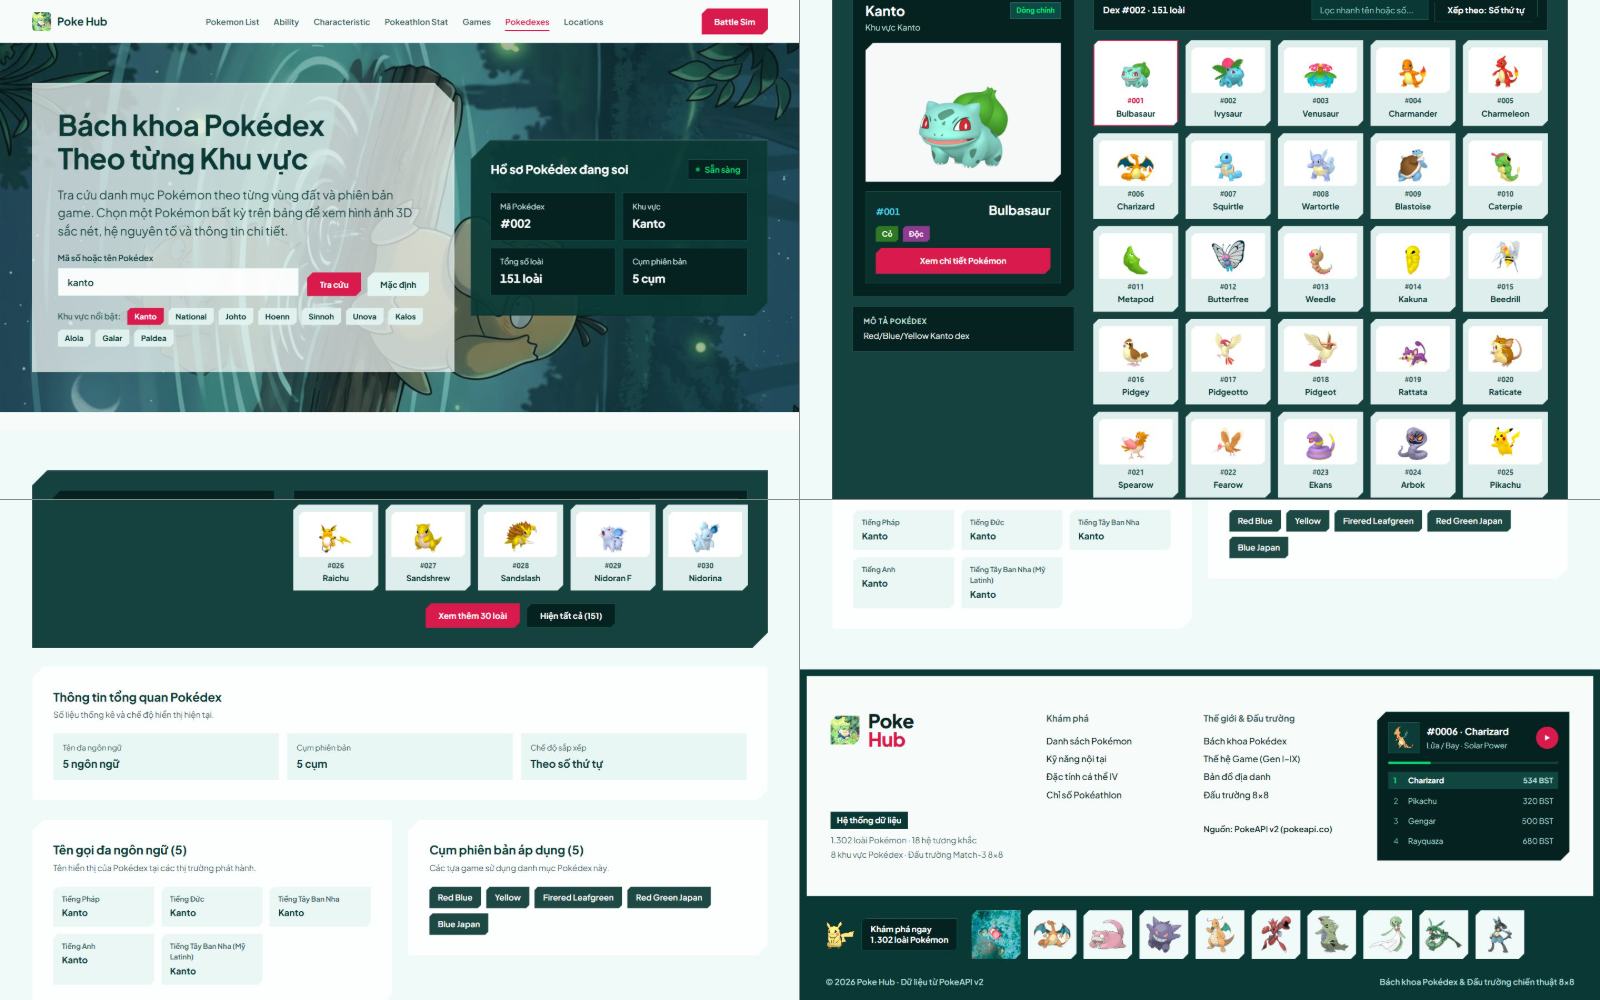 Poke Hub
Pokemon List
Ability
Characteristic
Pokeathlon Stat
Games
Pokedexes
Locations
Battle Sim
Bách khoa Pokédex
Theo từng Khu vực
Tra cứu danh mục Pokémon theo từng vùng đất và phiên bản
game. Chọn một Pokémon bất kỳ trên bảng để xem hình ảnh 3D
sắc nét, hệ nguyên tố và thông tin chi tiết.
Mã số hoặc tên Pokédex
kanto
Tra cứu
Mặc định
Khu vực nổi bật:
Kanto
National
Johto
Hoenn
Sinnoh
Unova
Kalos
Alola
Galar
Paldea
Hồ sơ Pokédex đang soi
Sẵn sàng
Mã Pokédex
#002
Khu vực
Kanto
Tổng số loài
151 loài
Cụm phiên bản
5 cụm
Kanto
Dòng chính
Khu vực Kanto
#001
Bulbasaur
Cỏ
Độc
Xem chi tiết Pokémon
MÔ TẢ POKÉDEX
Red/Blue/Yellow Kanto dex
Dex #002 · 151 loài
Lọc nhanh tên hoặc số...
Xếp theo: Số thứ tự
#001
Bulbasaur
#002
Ivysaur
#003
Venusaur
#004
Charmander
#005
Charmeleon
#006
Charizard
#007
Squirtle
#008
Wartortle
#009
Blastoise
#010
Caterpie
#011
Metapod
#012
Butterfree
#013
Weedle
#014
Kakuna
#015
Beedrill
#016
Pidgey
#017
Pidgeotto
#018
Pidgeot
#019
Rattata
#020
Raticate
#021
Spearow
#022
Fearow
#023
Ekans
#024
Arbok
#025
Pikachu
#026
Raichu
#027
Sandshrew
#028
Sandslash
#029
Nidoran F
#030
Nidorina
Xem thêm 30 loài
Hiện tất cả (151)
Thông tin tổng quan Pokédex
Số liệu thống kê và chế độ hiển thị hiện tại.
Tên đa ngôn ngữ
5 ngôn ngữ
Cụm phiên bản
5 cụm
Chế độ sắp xếp
Theo số thứ tự
Tên gọi đa ngôn ngữ (5)
Tên hiển thị của Pokédex tại các thị trường phát hành.
Tiếng Pháp
Kanto
Tiếng Đức
Kanto
Tiếng Tây Ban Nha
Kanto
Tiếng Anh
Kanto
Tiếng Tây Ban Nha (Mỹ
Latinh)
Kanto
Cụm phiên bản áp dụng (5)
Các tựa game sử dụng danh mục Pokédex này.
Red Blue
Yellow
Firered Leafgreen
Red Green Japan
Blue Japan
Tiếng Pháp
Kanto
Tiếng Đức
Kanto
Tiếng Tây Ban Nha
Kanto
Tiếng Anh
Kanto
Tiếng Tây Ban Nha (Mỹ
Latinh)
Kanto
Red Blue
Yellow
Firered Leafgreen
Red Green Japan
Blue Japan
Poke
Hub
Hệ thống dữ liệu
1.302 loài Pokémon · 18 hệ tương khắc
8 khu vực Pokédex · Đấu trường Match-3 8×8
Khám phá
Danh sách Pokémon
Kỹ năng nội tại
Đặc tính cá thể IV
Chỉ số Pokéathlon
Thế giới & Đấu trường
Bách khoa Pokédex
Thế hệ Game (Gen I–IX)
Bản đồ địa danh
Đấu trường 8×8
Nguồn: PokeAPI v2 (pokeapi.co)
#0006 · Charizard
Lửa / Bay · Solar Power
1 Charizard 534 BST
2 Pikachu 320 BST
3 Gengar 500 BST
4 Rayquaza 680 BST
Khám phá ngay
1.302 loài Pokémon
© 2026 Poke Hub · Dữ liệu từ PokeAPI v2
Bách khoa Pokédex & Đấu trường chiến thuật 8×8